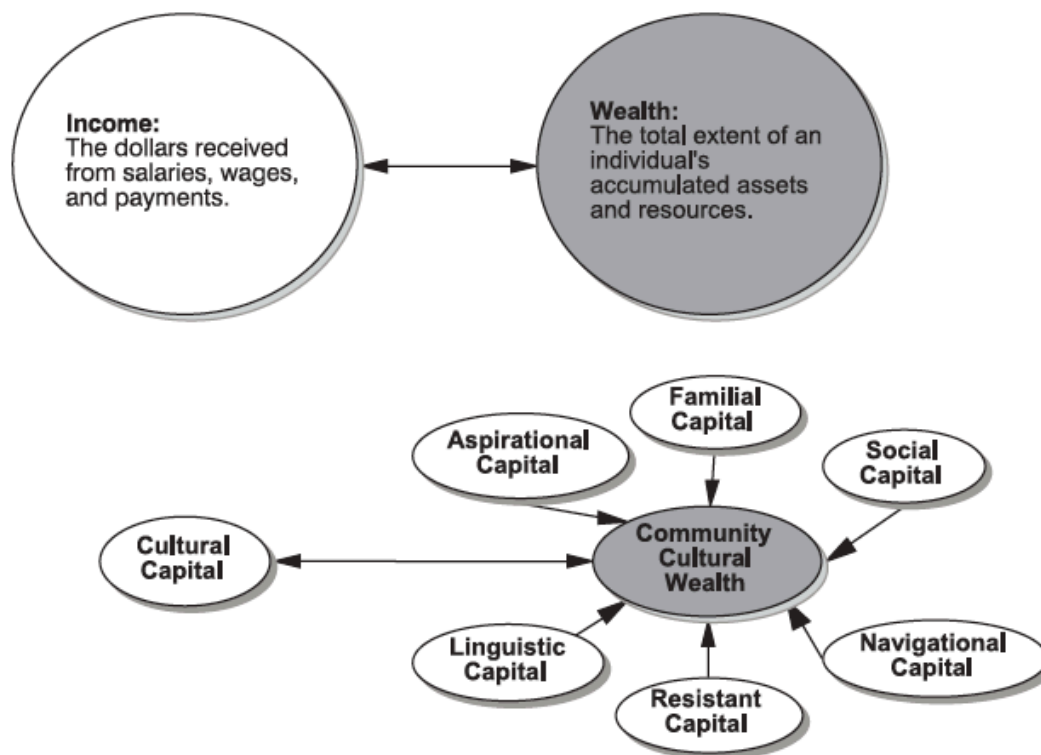 Income:
The dollars received
from salaries, wages,
and payments.
Wealth:
The total extent of an
individual's
accumulated assets
and resources.
Familial
Capital
Aspirational
Capital
Social
Capital
Cultural
Capital
Community
Cultural
Wealth
Linguistic
Capital
Navigational
Capital
Resistant
Capital